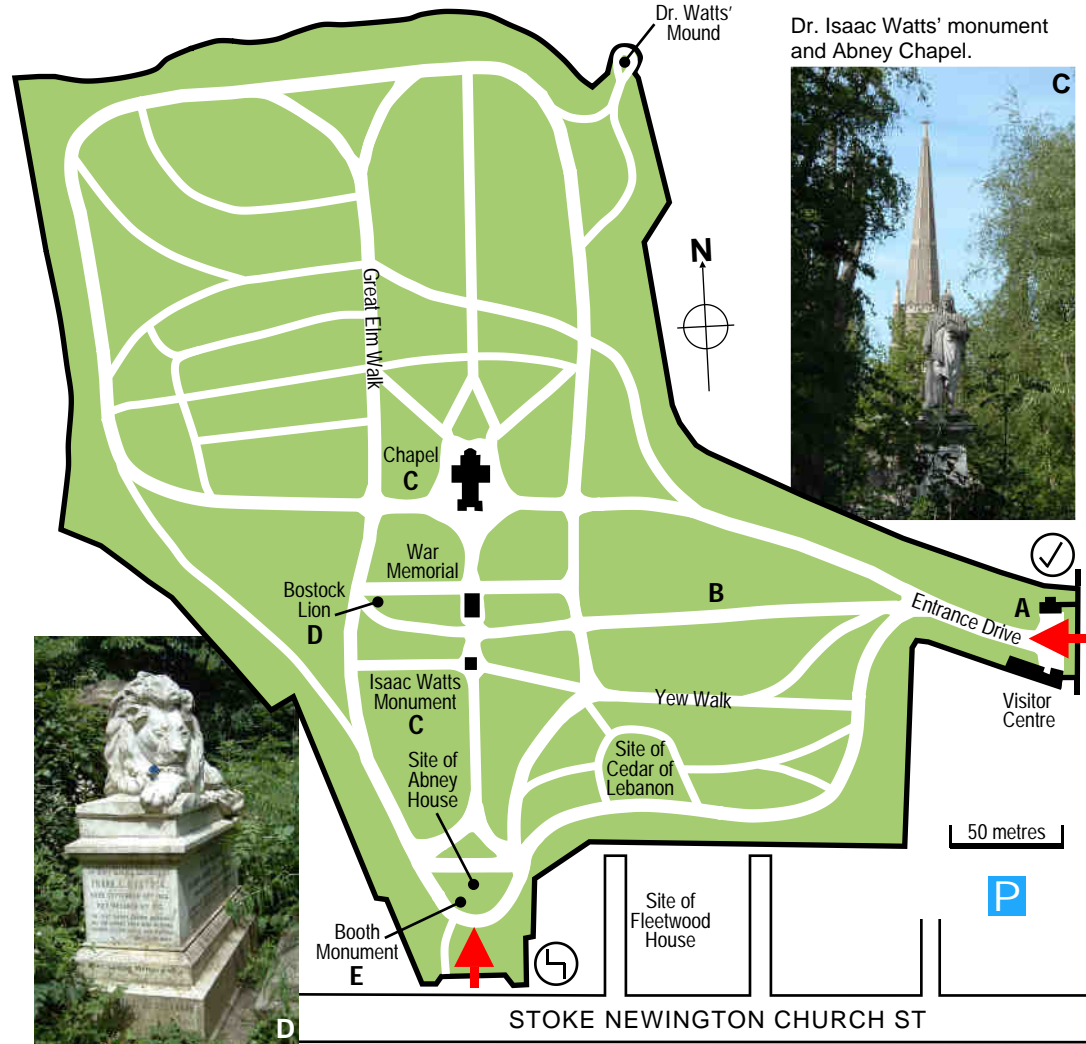 Dr. Watts'
Mound
Dr. Isaac Watts' monument
and Abney Chapel.
C
N
Great Elm Walk
Chapel
C
War
Memorial
Bostock
Lion
D
B
A
Entrance Drive
Visitor
Centre
Isaac Watts
Monument
C
Yew Walk
Site of
Abney
House
Site of
Cedar of
Lebanon
50 metres
P
Booth
Monument
E
Site of
Fleetwood
House
D
STOKE NEWINGTON CHURCH ST